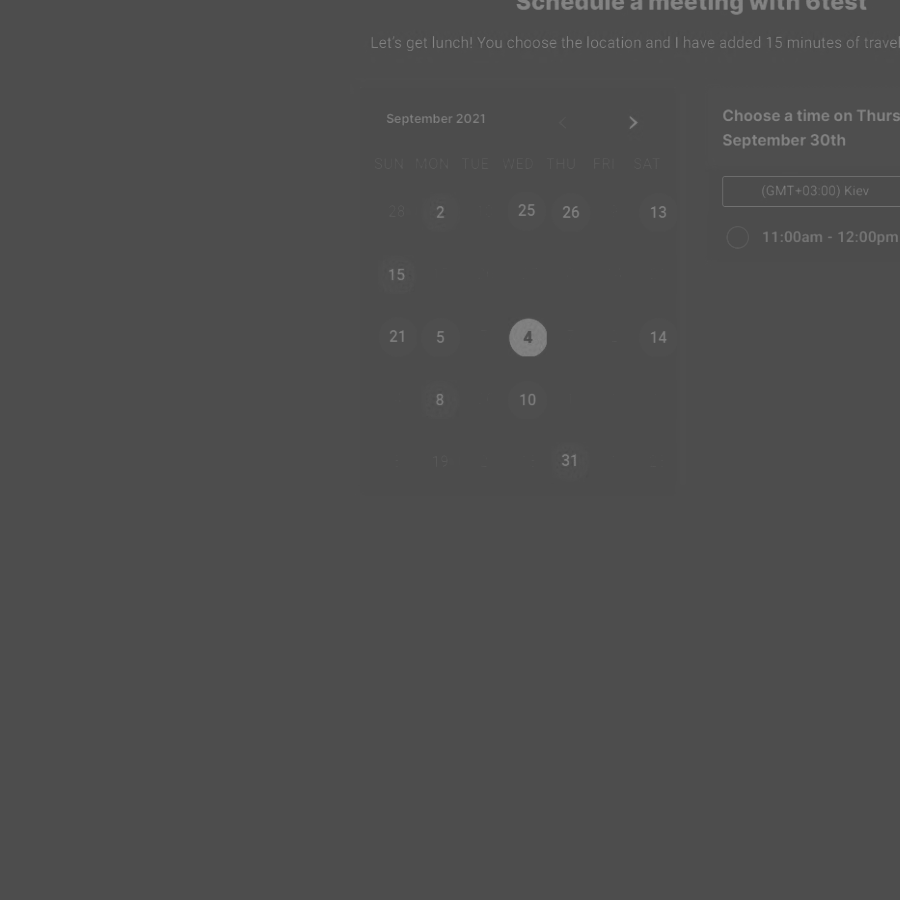 Schedule a meeting with 6test
Let's get lunch! You choose the location and I have added 15 minutes of travel
September 2021
SUN MON TUE WED THU FRI SAT
28 2 25 26 13
15
21 5 4 14
8 10
19 31
Choose a time on Thurs
September 30th
(GMT+03:00) Kiev
11:00am - 12:00pm